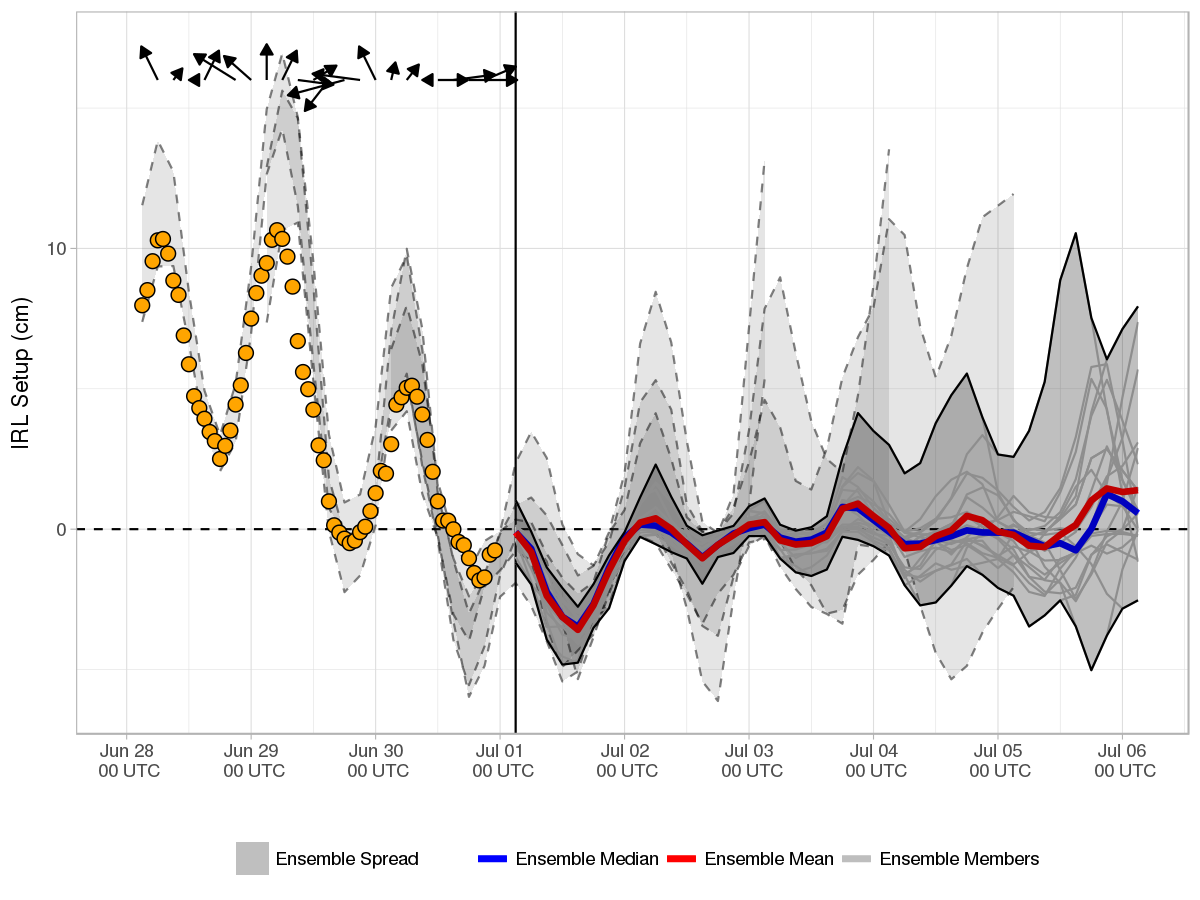 IRL Setup (cm)
10
0
Jun 28 Jun 29 Jun 30 Jul 01 Jul 02 Jul 03 Jul 04 Jul 05 Jul 06
00 UTC 00 UTC 00 UTC 00 UTC 00 UTC 00 UTC 00 UTC 00 UTC 00 UTC
Ensemble Spread Ensemble Median Ensemble Mean Ensemble Members